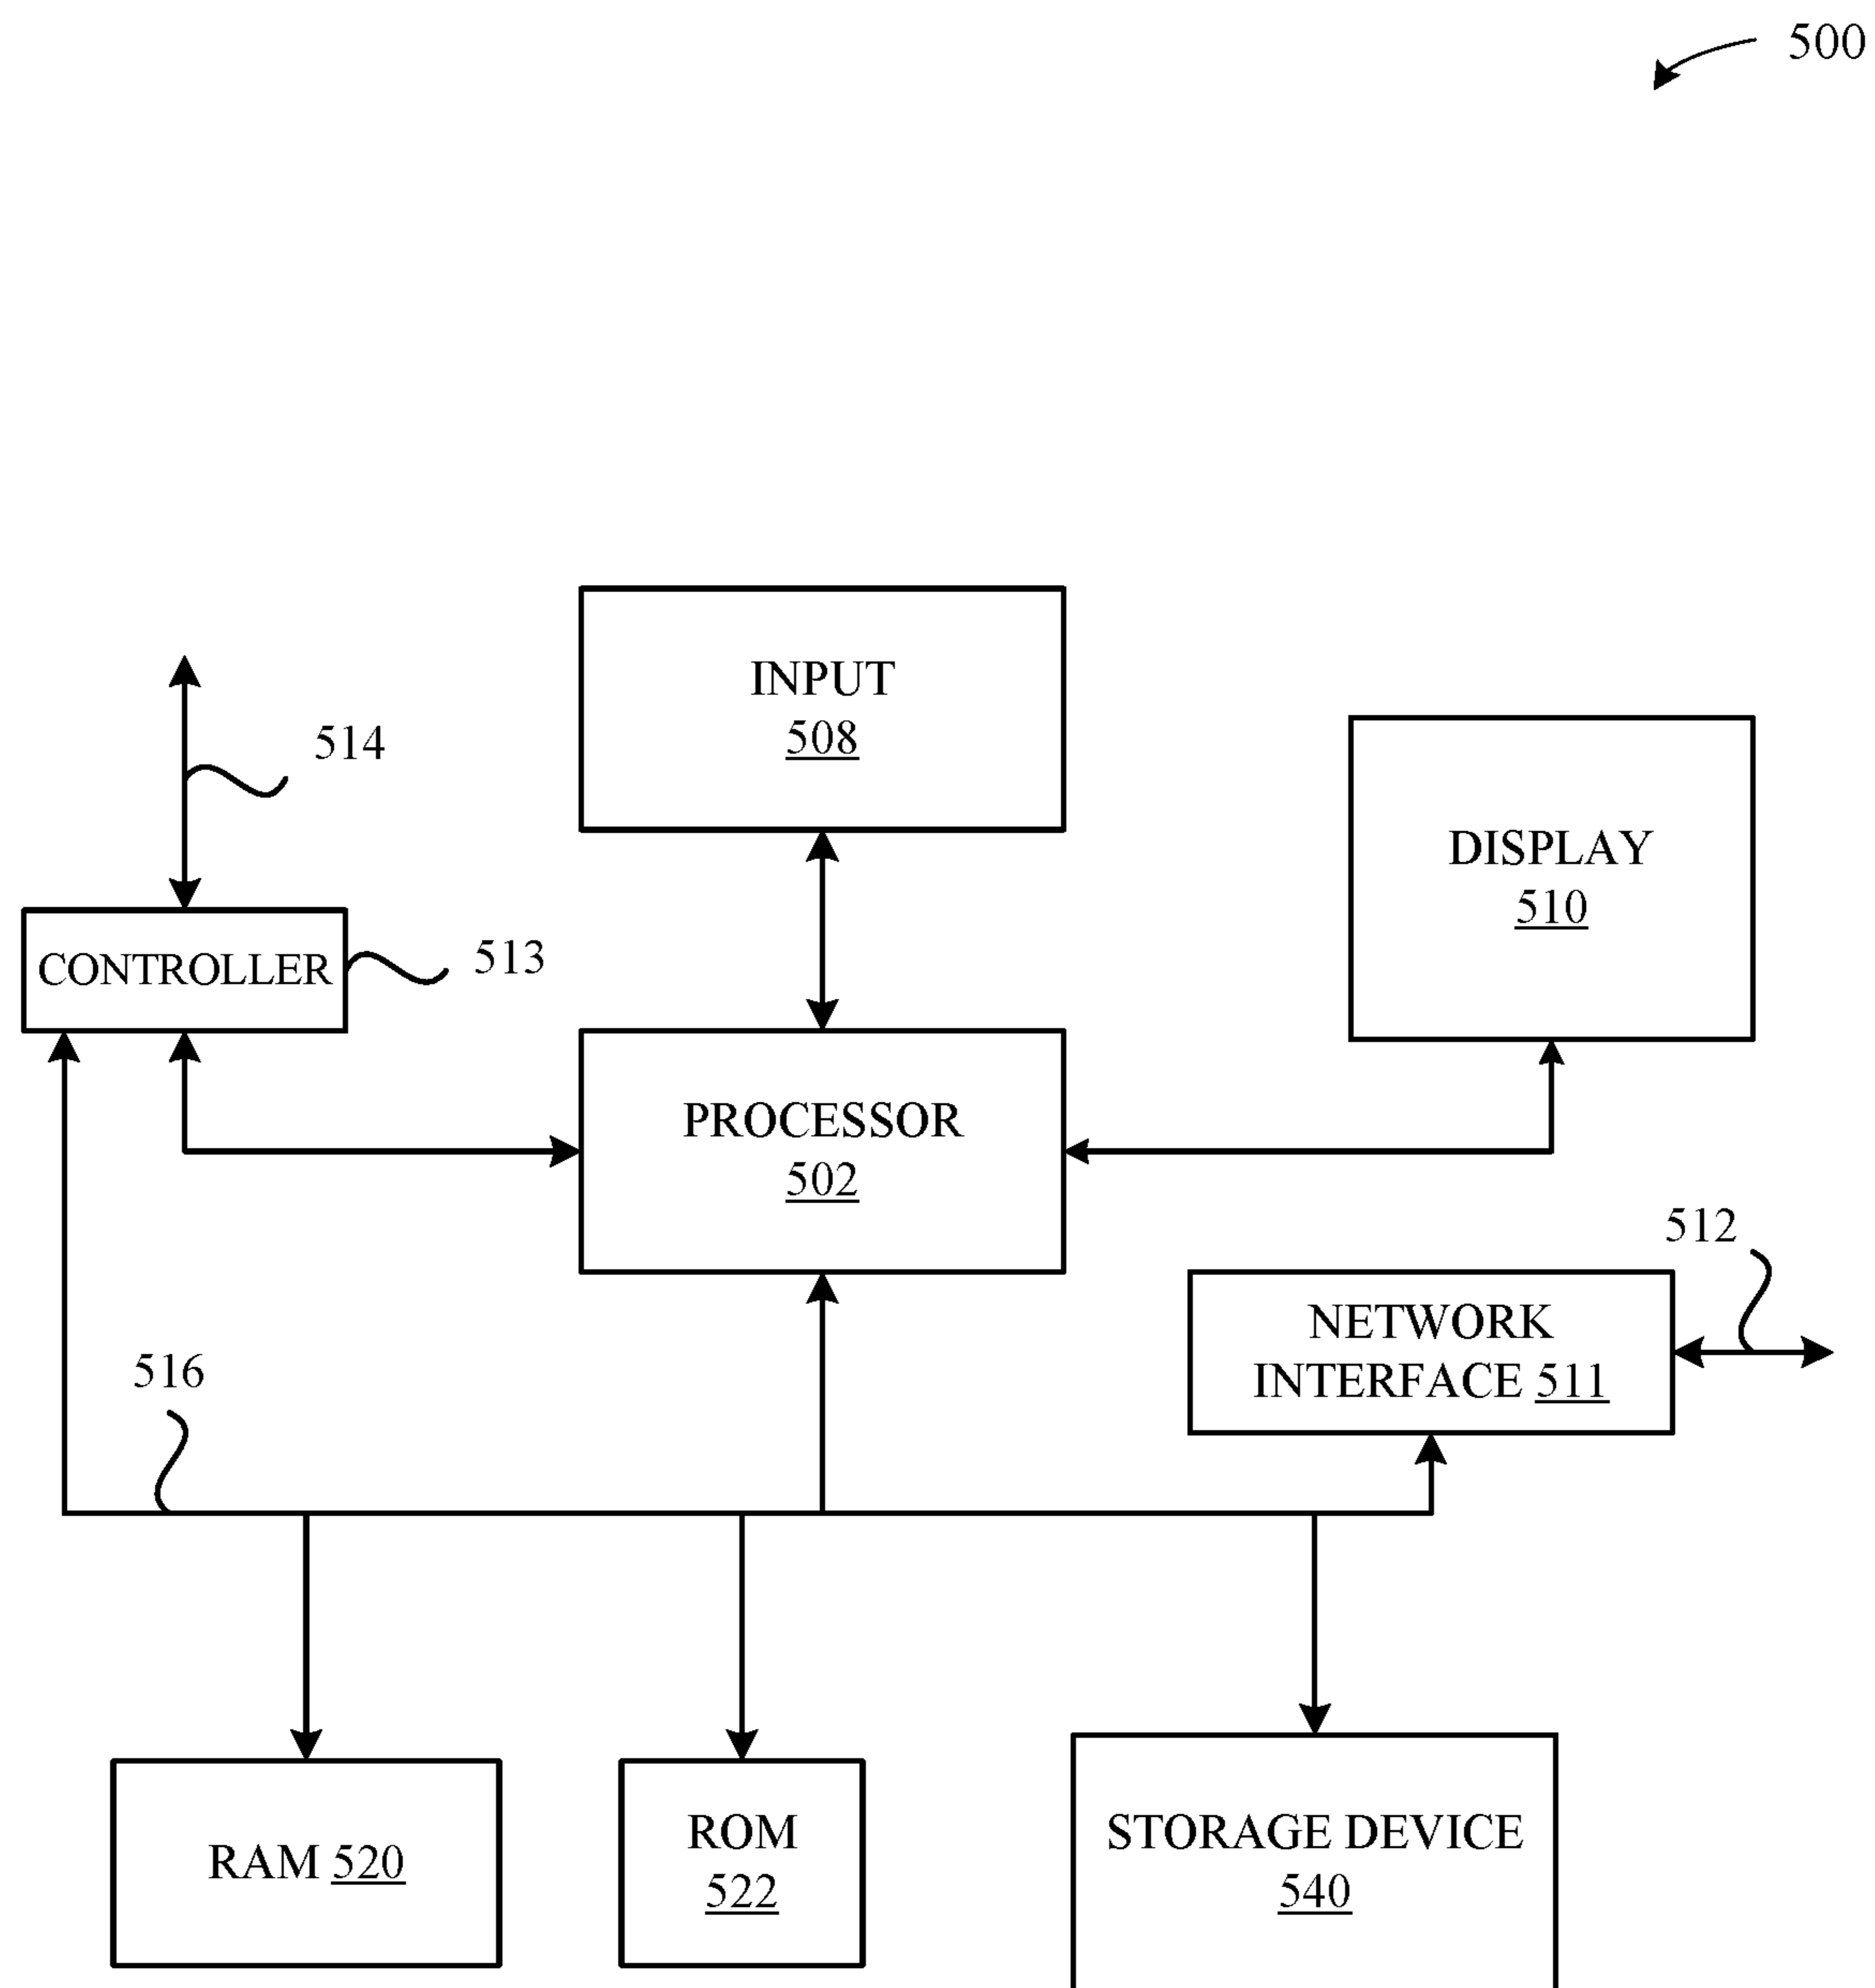 500
INPUT
508
514
DISPLAY
510
CONTROLLER
513
PROCESSOR
502
512
NETWORK
INTERFACE 511
516
RAM 520
ROM
522
STORAGE DEVICE
540